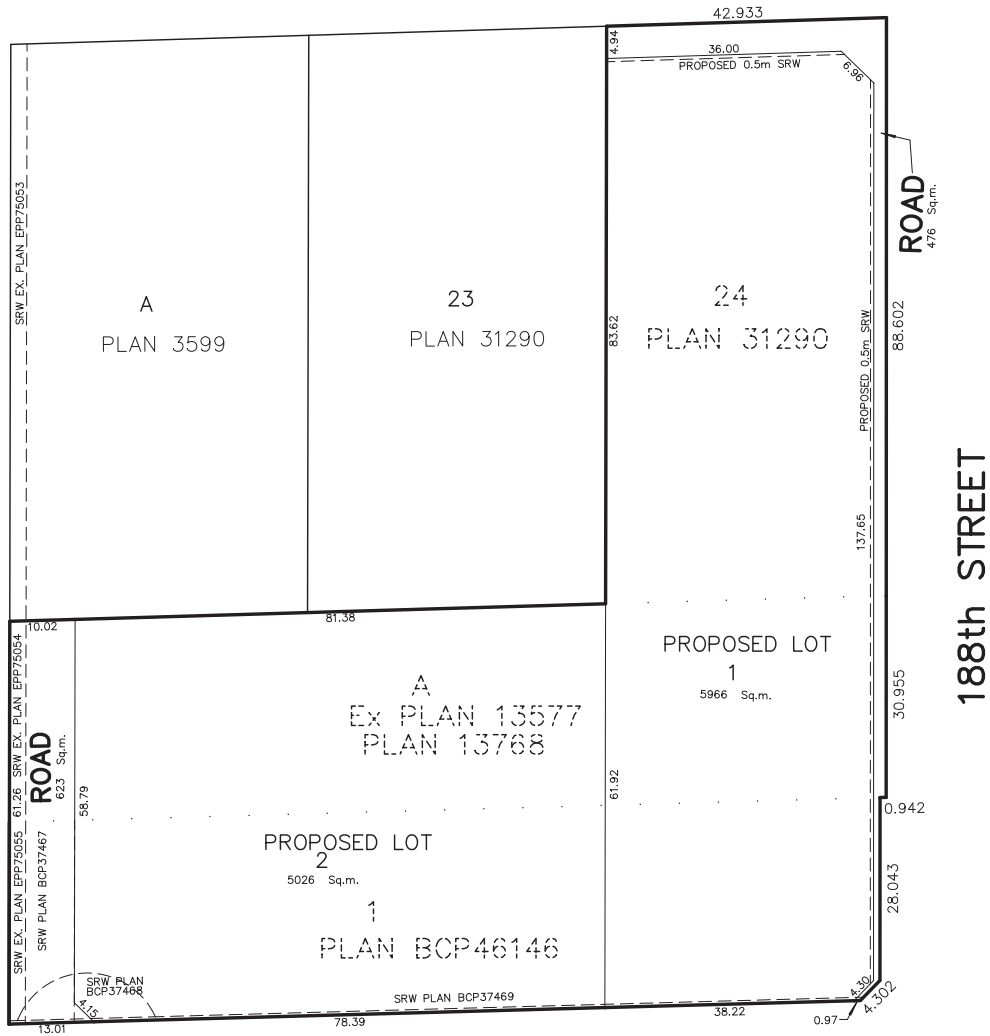 42.933
4.94
36.00
PROPOSED 0.5m SRW
6.96
SRW EX. PLAN EPP75053
ROAD
476 Sq.m.
A
PLAN 3599
23
PLAN 31290
83.62
24
PLAN 31290
PROPOSED 0.5m SRW
88.602
188th STREET
137.65
10.02
81.38
PROPOSED LOT
1
5966 Sq.m.
30.955
SRW EX. PLAN EPP75054
61.26
A
Ex PLAN 13577
PLAN 13768
ROAD
623 Sq.m.
58.79
61.92
0.942
PROPOSED LOT
2
5026 Sq.m.
SRW EX. PLAN EPP75055
SRW PLAN BCP37467
28.043
1
PLAN BCP46146
SRW PLAN
BCP37468
4.15
SRW PLAN BCP37469
4.30
4.302
13.01
78.39
38.22
0.97